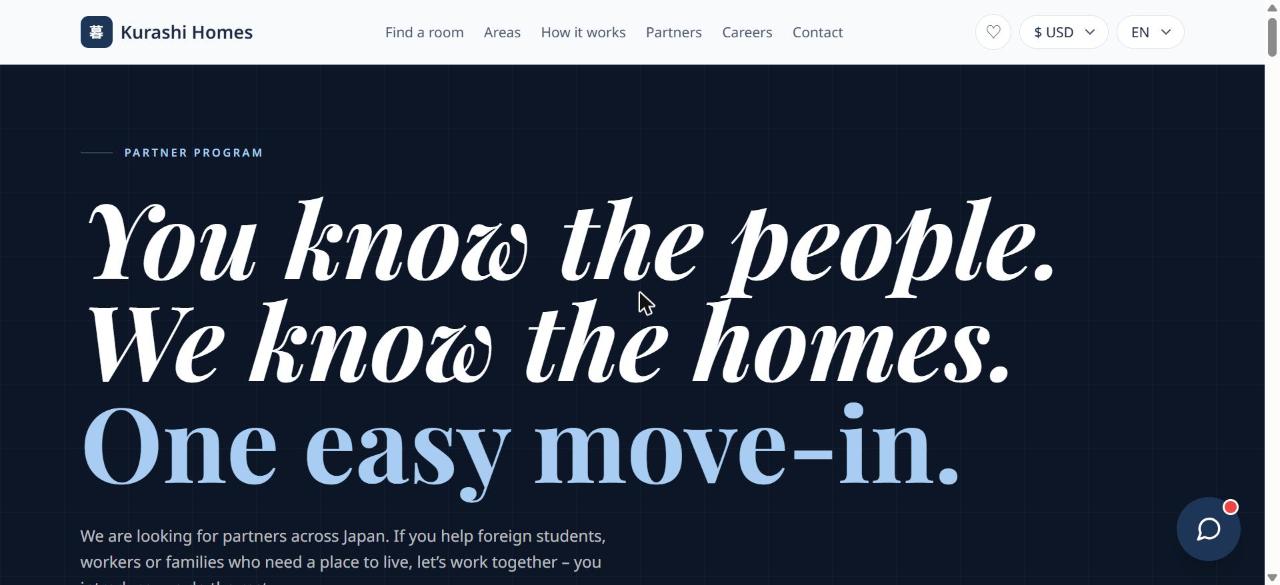 暮 Kurashi Homes
Find a room Areas How it works Partners Careers Contact
$ USD EN
PARTNER PROGRAM
You know the people.
We know the homes.
One easy move-in.
We are looking for partners across Japan. If you help foreign students,
workers or families who need a place to live, let’s work together – you